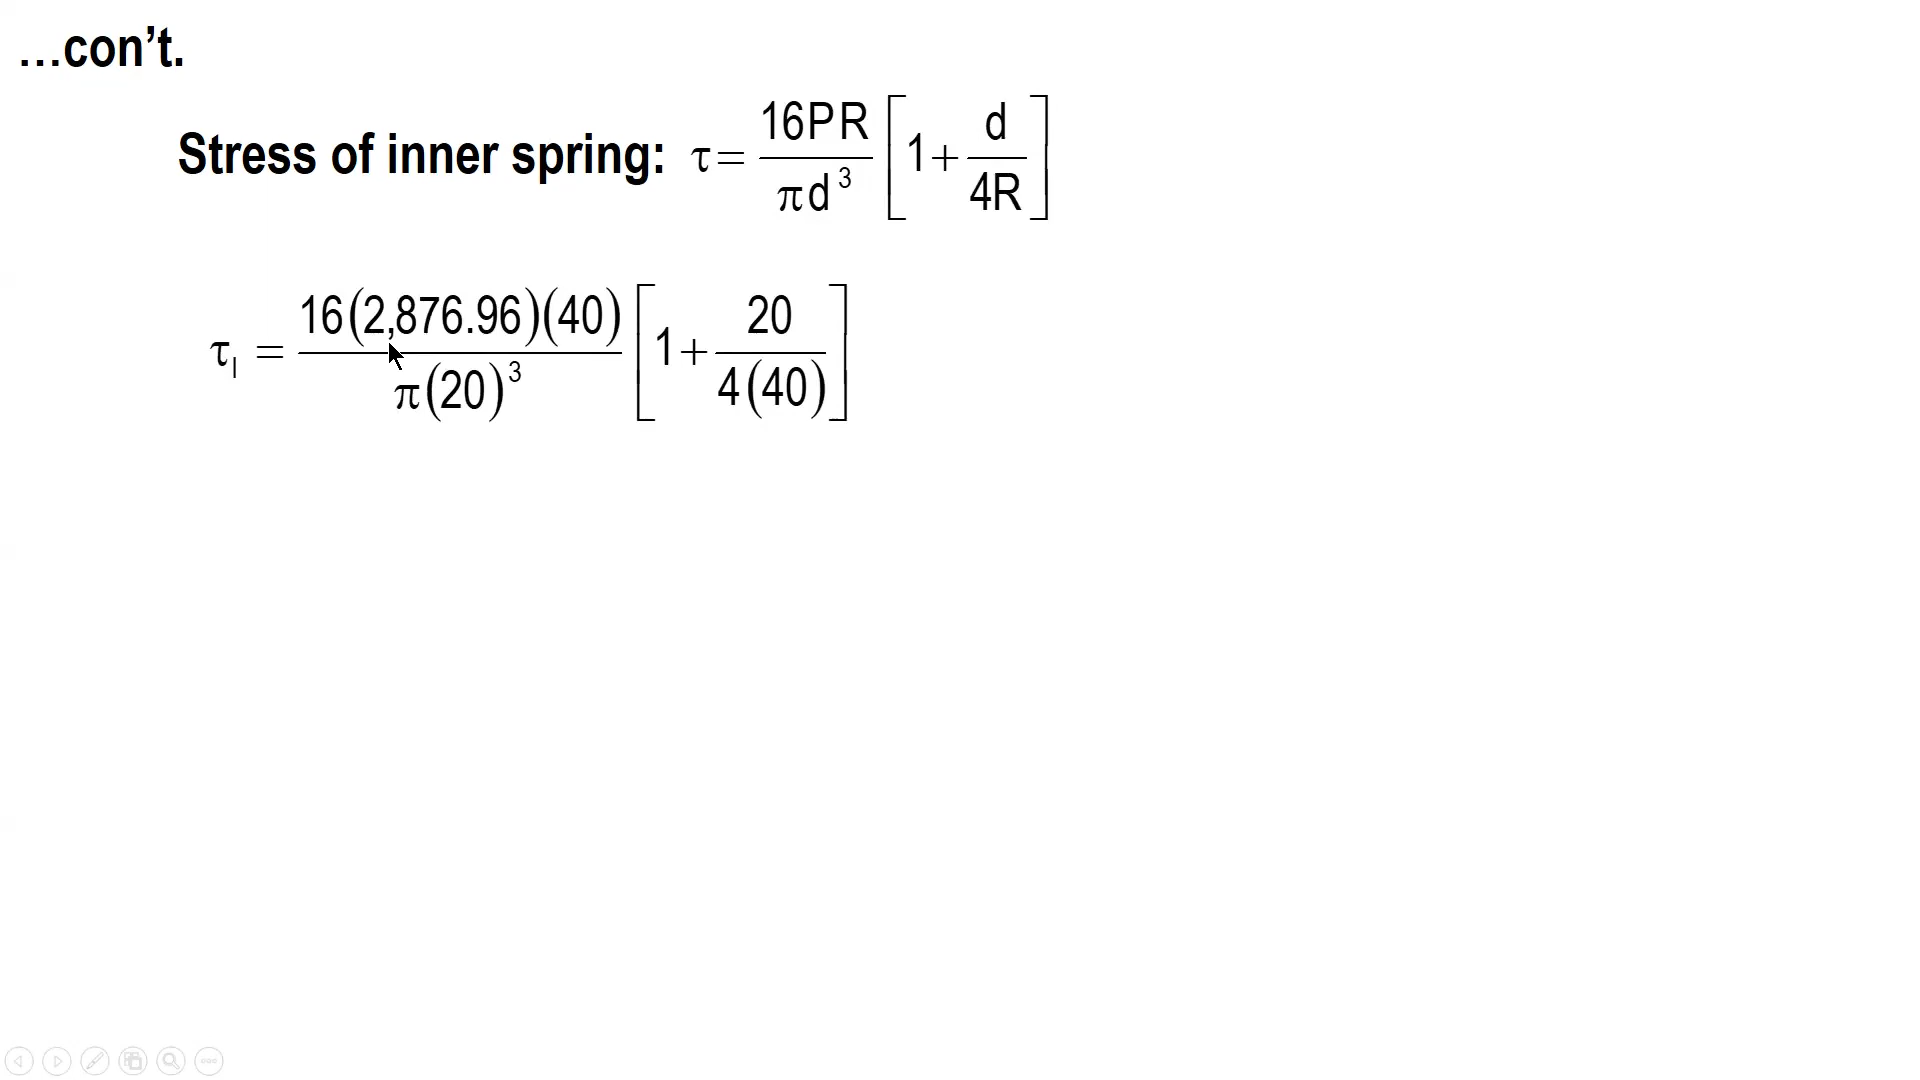 …con’t.
Stress of inner spring: τ = 16PR / πd³ [1 + d / 4R]
τI = 16(2,876.96)(40) / π(20)³ [1 + 20 / 4(40)]